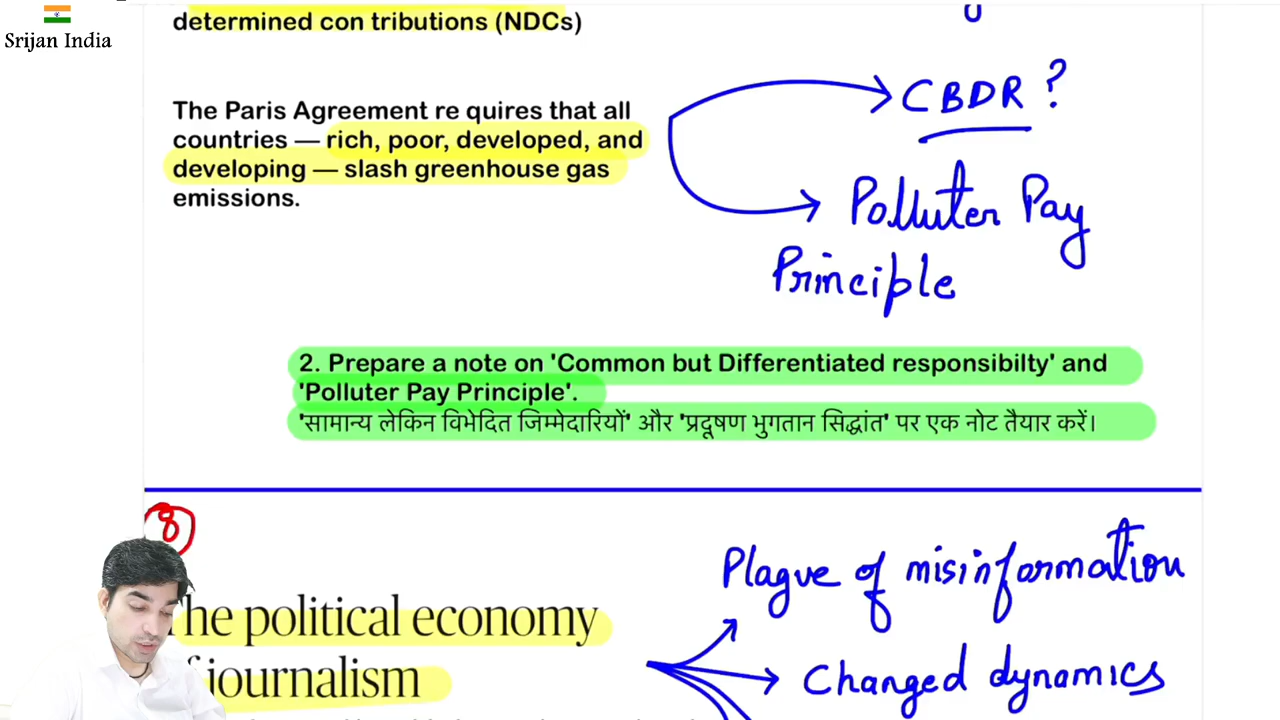 Srijan India
determined con tributions (NDCs)
The Paris Agreement re quires that all
countries — rich, poor, developed, and
developing — slash greenhouse gas
emissions.
CBDR?
Polluter Pay
Principle
2. Prepare a note on 'Common but Differentiated responsibilty' and
'Polluter Pay Principle'.
'सामान्य लेकिन विभेदित जिम्मेदारियों' और 'प्रदूषण भुगतान सिद्धांत' पर एक नोट तैयार करें।
8
The political economy
of journalism
Plague of misinformation
Changed dynamics